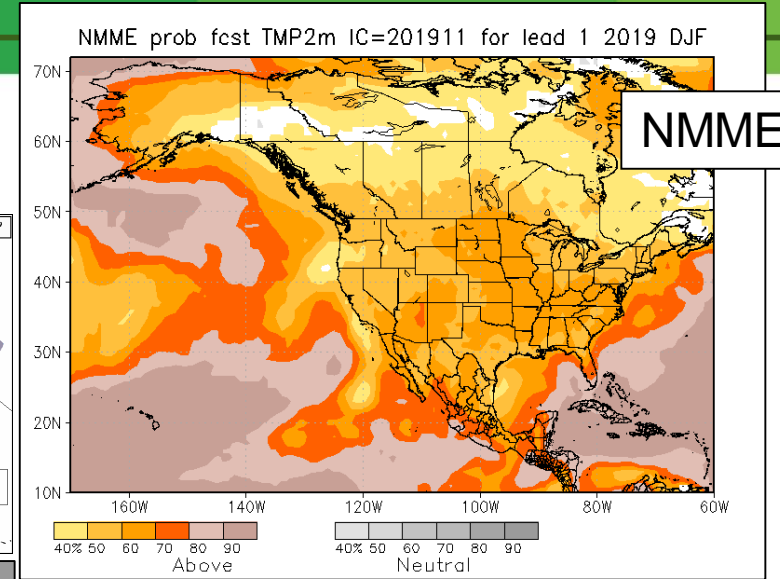 NMME prob fcst TMP2m IC=201911 for lead 1 2019 DJF
70N
60N
50N
40N
30N
20N
10N
NMME
160W 140W 120W 100W 80W 60W
40% 50 60 70 80 90
Above
40% 50 60 70 80 90
Neutral